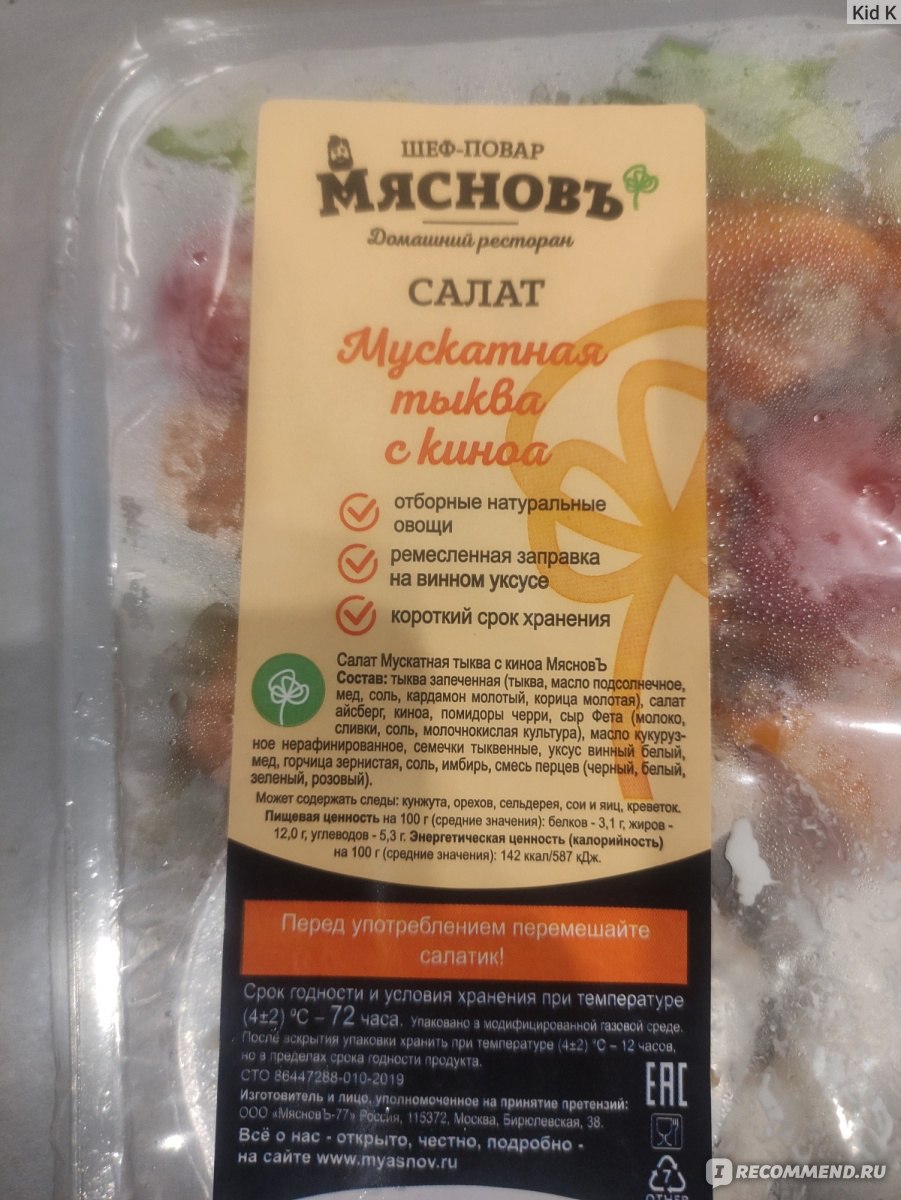 Kid K
ШЕФ-ПОВАР
МЯСНОВЪ
Домашний ресторан
САЛАТ
Мускатная
тыква
с киноа
отборные натуральные
овощи
ремесленная заправка
на винном уксусе
короткий срок хранения
Салат Мускатная тыква с киноа МясновЪ
Состав: тыква запеченная (тыква, масло подсолнечное,
мед, соль, кардамон молотый, корица молотая), салат
айсберг, киноа, помидоры черри, сыр Фета (молоко,
сливки, соль, молочнокислая культура), масло кукуруз-
ное нерафинированное, семечки тыквенные, уксус винный белый,
мед, горчица зернистая, соль, имбирь, смесь перцев (черный, белый,
зеленый, розовый).
Может содержать следы: кунжута, орехов, сельдерея, сои и яиц, креветок.
Пищевая ценность на 100 г (средние значения): белков - 3,1 г, жиров -
12,0 г, углеводов - 5,3 г. Энергетическая ценность (калорийность)
на 100 г (средние значения): 142 ккал/587 кДж.
Перед употреблением перемешайте
салатик!
Срок годности и условия хранения при температуре
(4±2) °С – 72 часа. Упаковано в модифицированной газовой среде.
После вскрытия упаковки хранить при температуре (4±2) °С – 12 часов,
но в пределах срока годности продукта.
СТО 86447288-010-2019
Изготовитель и лицо, уполномоченное на принятие претензий:
ООО «МясновЪ-77» Россия, 115372, Москва, Бирюлевская, 38.
Всё о нас - открыто, честно, подробно -
на сайте www.myasnov.ru
EAC
7
OTHER
IRECOMMEND.RU